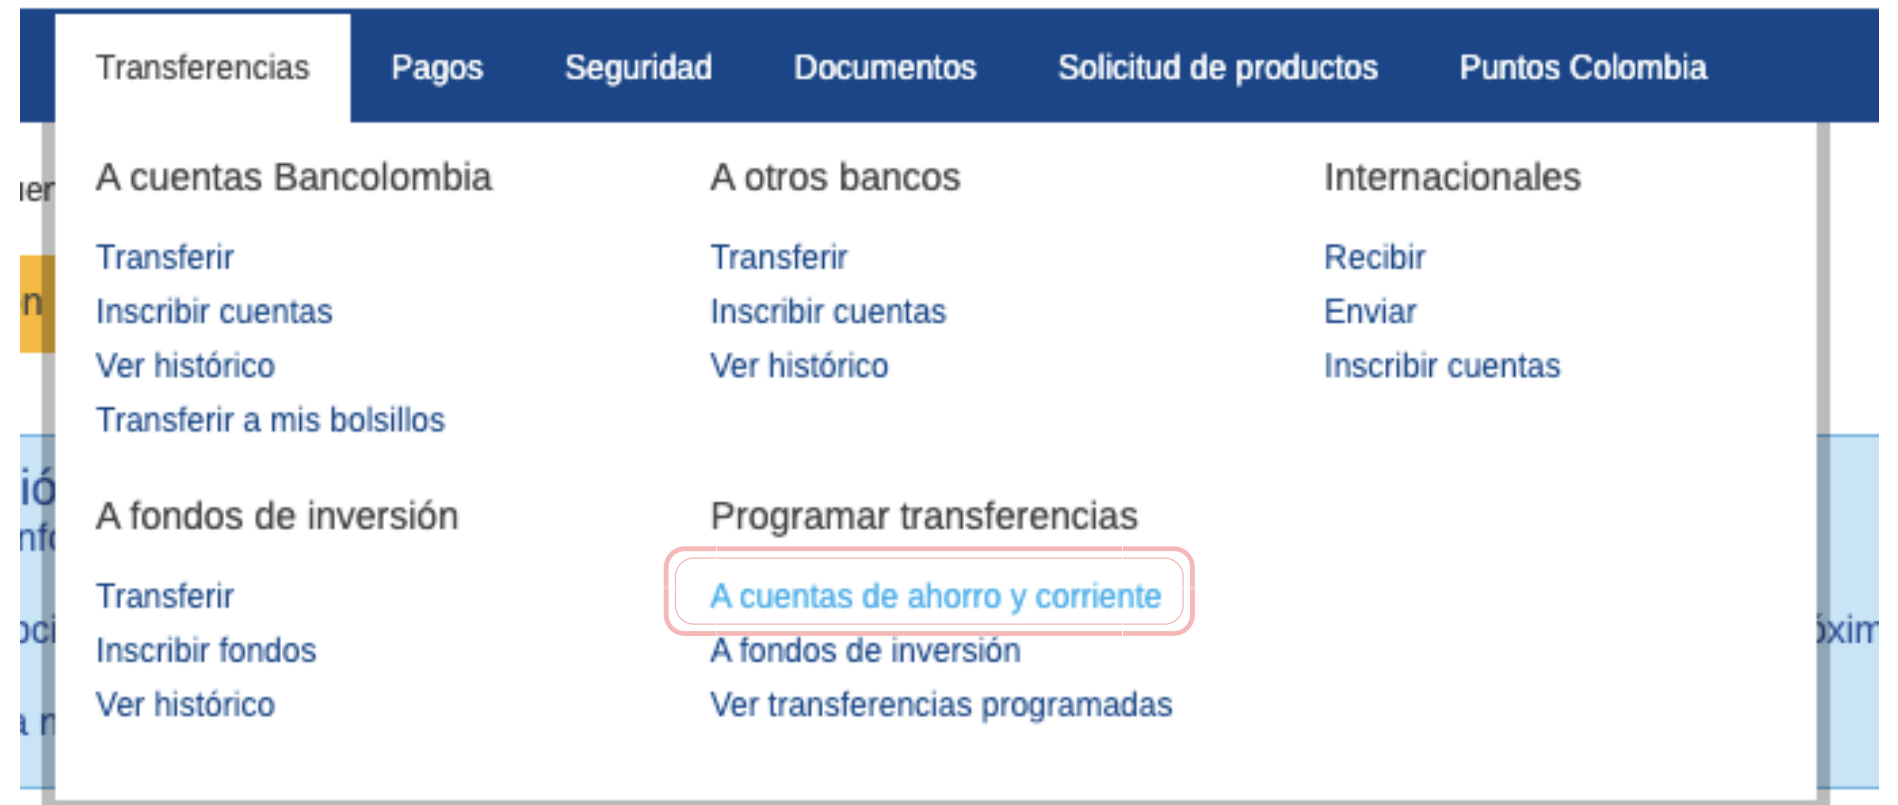 Transferencias Pagos Seguridad Documentos Solicitud de productos Puntos Colombia
A cuentas Bancolombia
Transferir
Inscribir cuentas
Ver histórico
Transferir a mis bolsillos
A otros bancos
Transferir
Inscribir cuentas
Ver histórico
Internacionales
Recibir
Enviar
Inscribir cuentas
A fondos de inversión
Transferir
Inscribir fondos
Ver histórico
Programar transferencias
A cuentas de ahorro y corriente
A fondos de inversión
Ver transferencias programadas